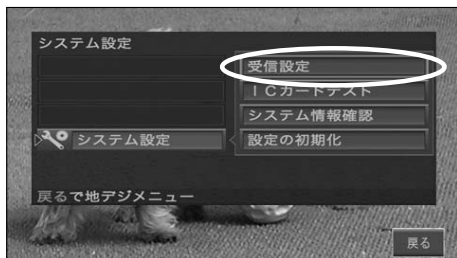 システム設定
受信設定
ICカードテスト
システム情報確認
システム設定
設定の初期化
戻るで地デジメニュー
戻る